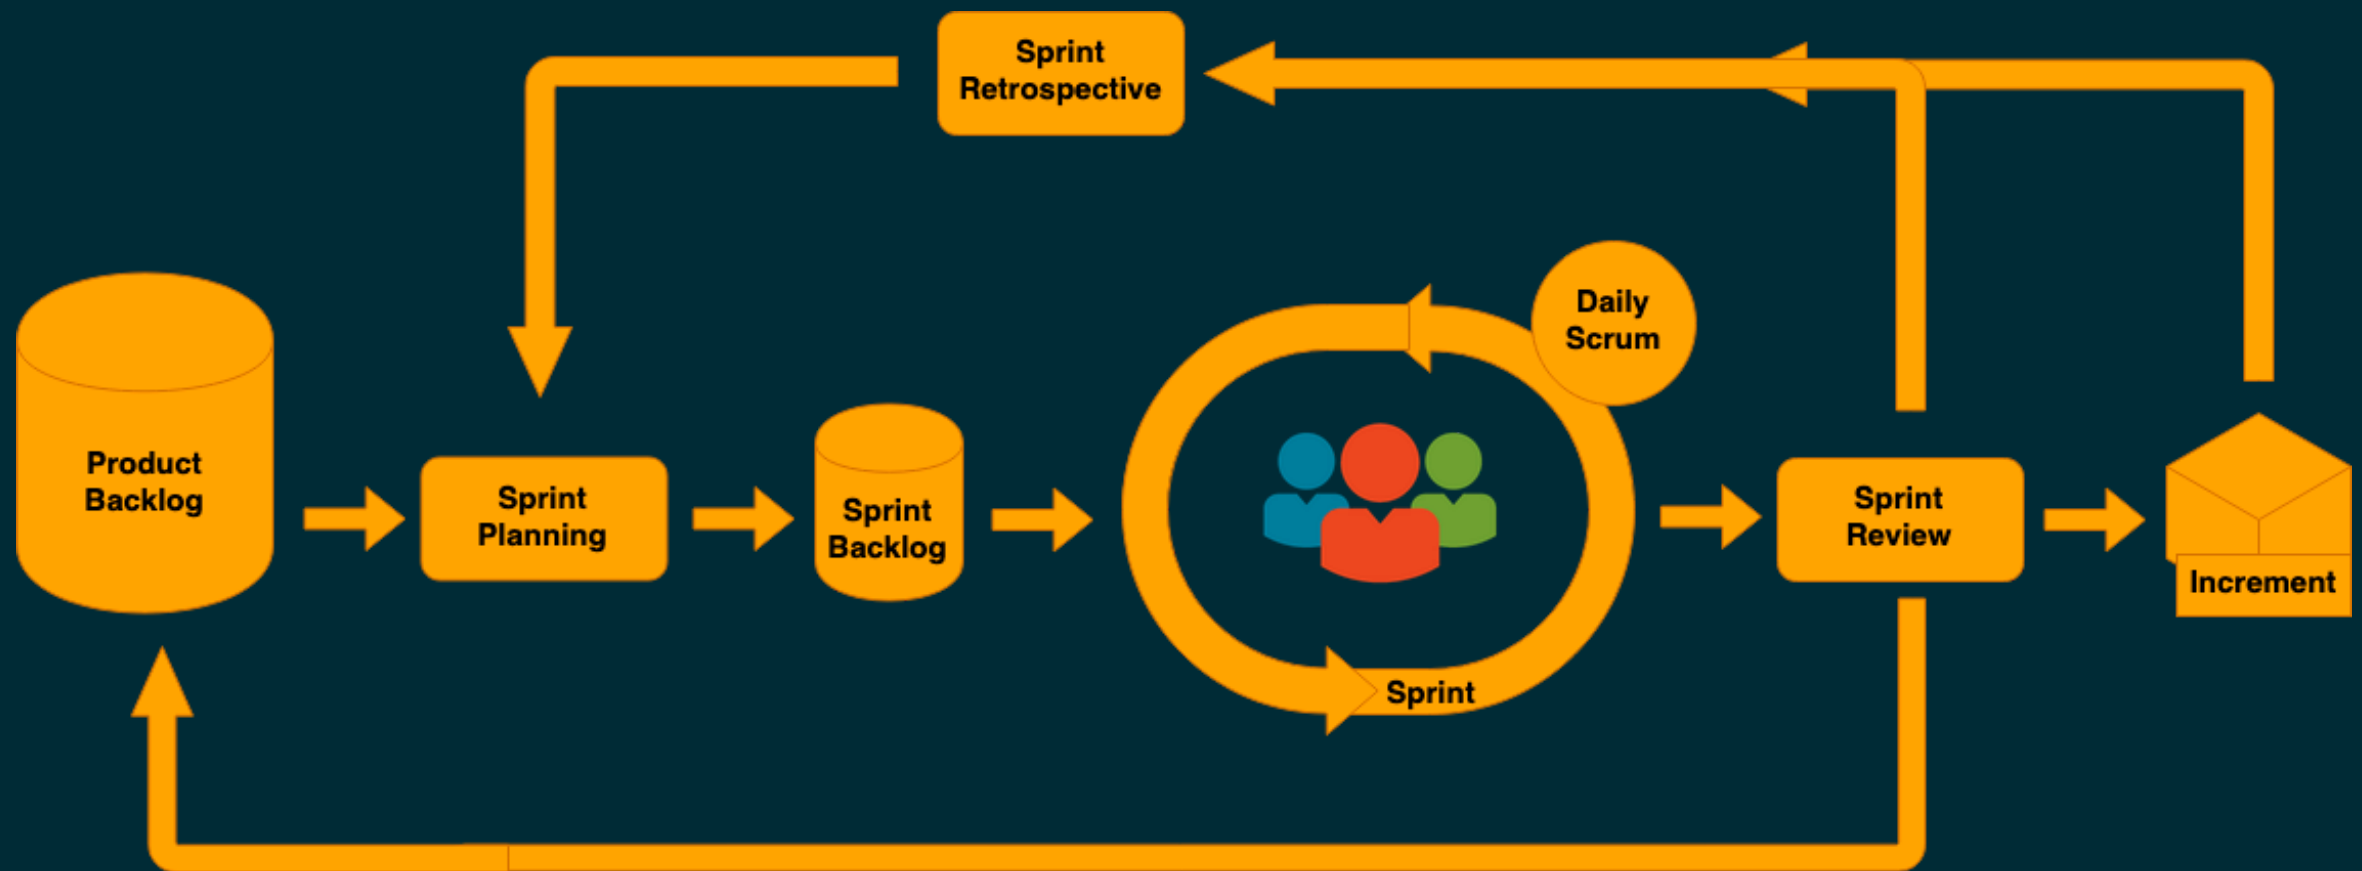 Sprint
Retrospective
Daily
Scrum
Product
Backlog
Sprint
Planning
Sprint
Backlog
Sprint
Review
Increment
Sprint